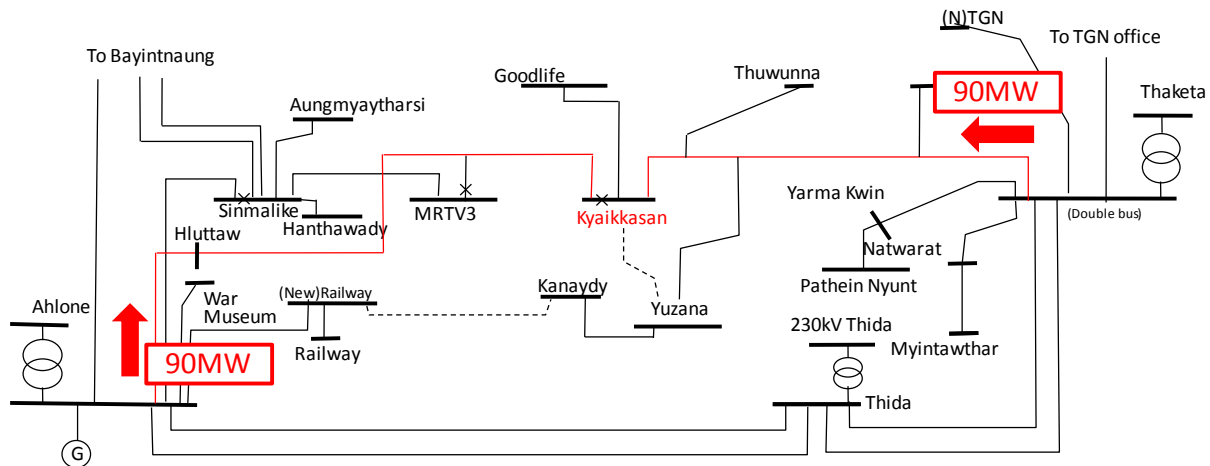 (N)TGN
To TGN office
To Bayintnaung
Goodlife
Thuwunna
90MW
Thaketa
Aungmyaytharsi
Yarma Kwin
(Double bus)
Sinmalike
MRTV3
Kyaikkasan
Hanthawady
Hluttaw
Natwarat
Pathein Nyunt
(New)Railway
Kanaydy
War
Museum
Yuzana
Ahlone
230kV Thida
Myintawthar
Railway
90MW
Thida
G